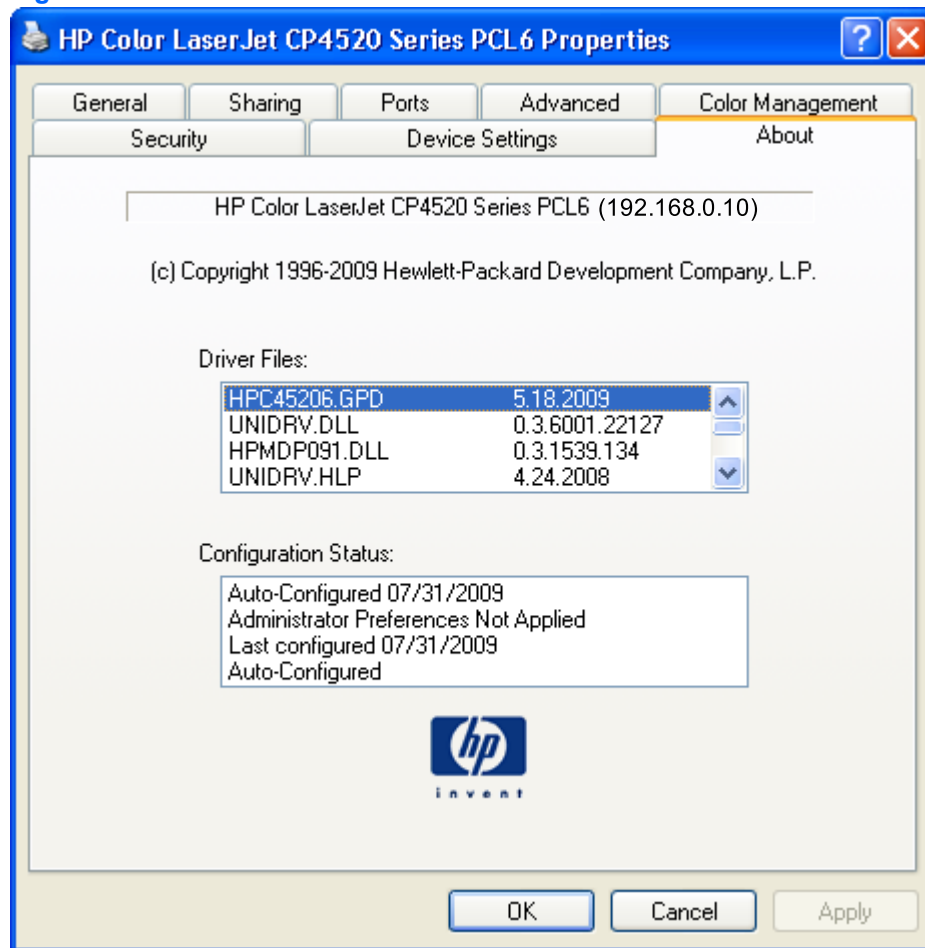 HP Color LaserJet CP4520 Series PCL6 Properties
General Sharing Ports Advanced Color Management
Security Device Settings About
HP Color LaserJet CP4520 Series PCL6 (192.168.0.10)
(c) Copyright 1996-2009 Hewlett-Packard Development Company, L.P.
Driver Files:
HPC45206.GPD 5.18.2009
UNIDRV.DLL 0.3.6001.22127
HPMDP091.DLL 0.3.1539.134
UNIDRV.HLP 4.24.2008
Configuration Status:
Auto-Configured 07/31/2009
Administrator Preferences Not Applied
Last configured 07/31/2009
Auto-Configured
hp
invent
OK Cancel Apply